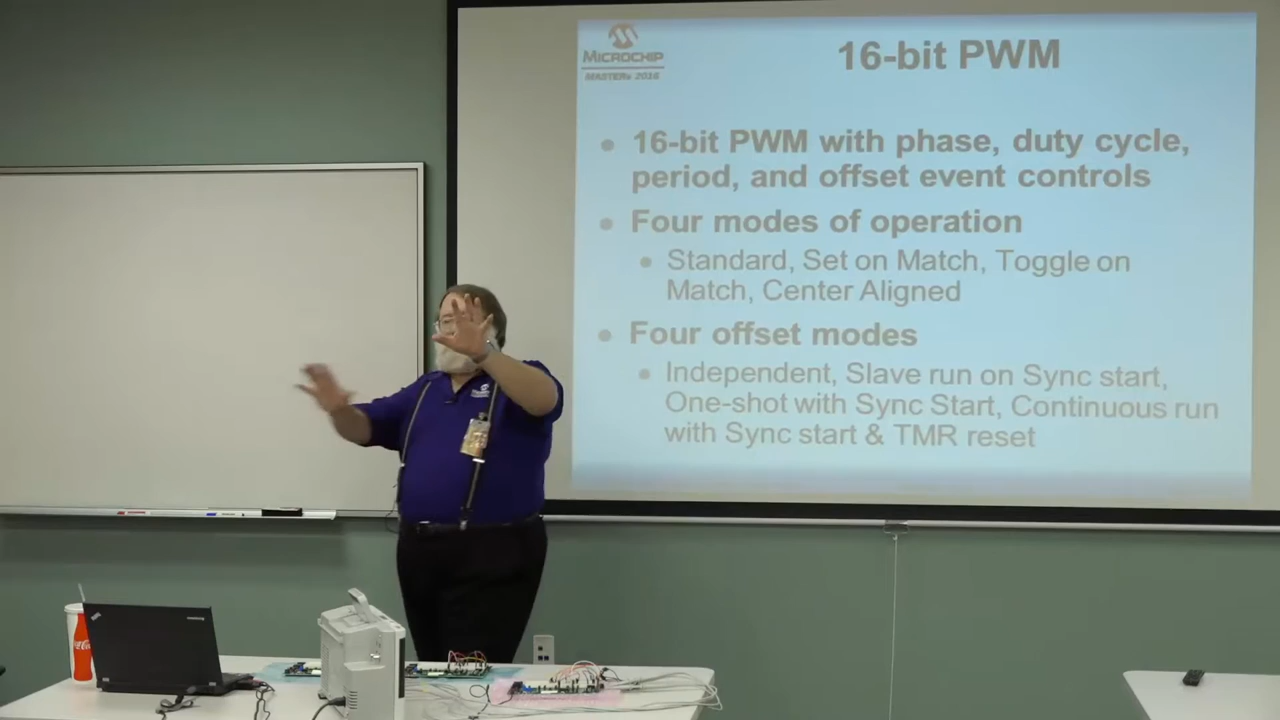 MICROCHIP
MASTERs 2016
16-bit PWM
16-bit PWM with phase, duty cycle,
period, and offset event controls
Four modes of operation
Standard, Set on Match, Toggle on
Match, Center Aligned
Four offset modes
Independent, Slave run on Sync start,
One-shot with Sync Start, Continuous run
with Sync start & TMR reset